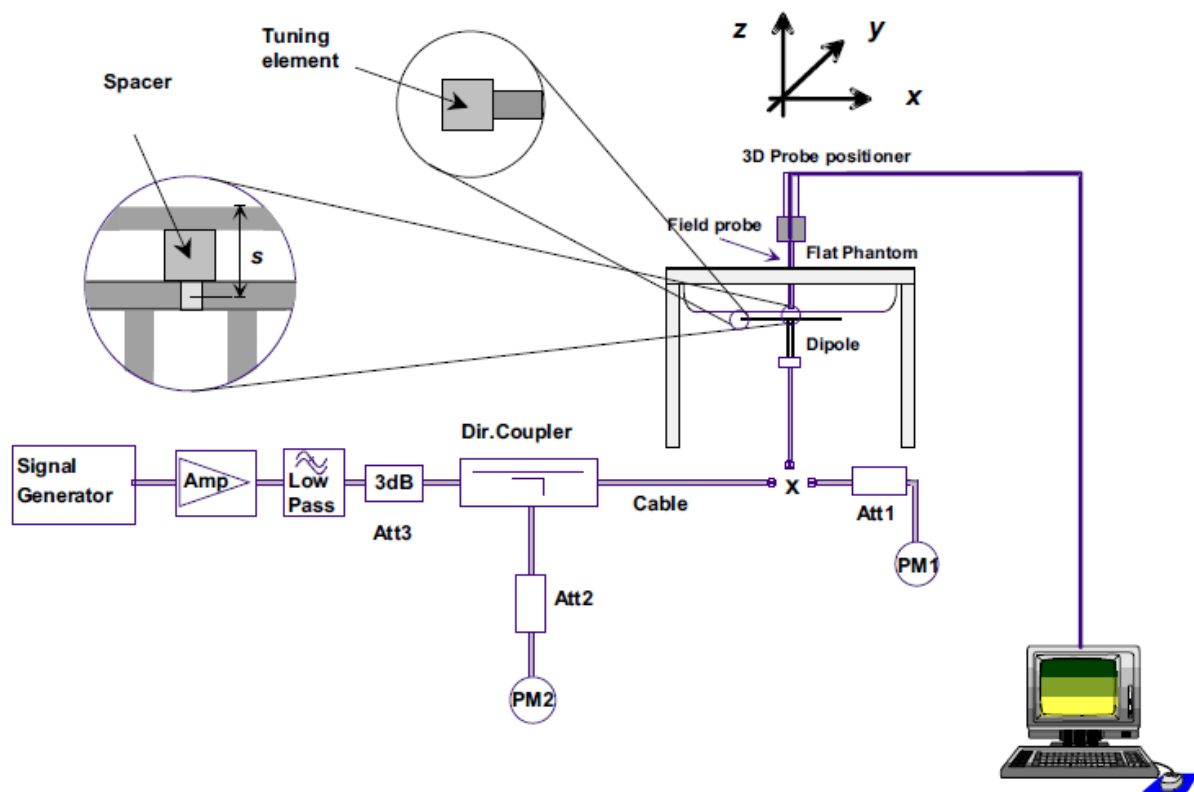 Tuning
element
Spacer
s
z
y
x
3D Probe positioner
Field probe
Flat Phantom
Dipole
Dir.Coupler
Signal
Generator
Amp
Low
Pass
3dB
Att3
Cable
x
Att1
PM1
Att2
PM2